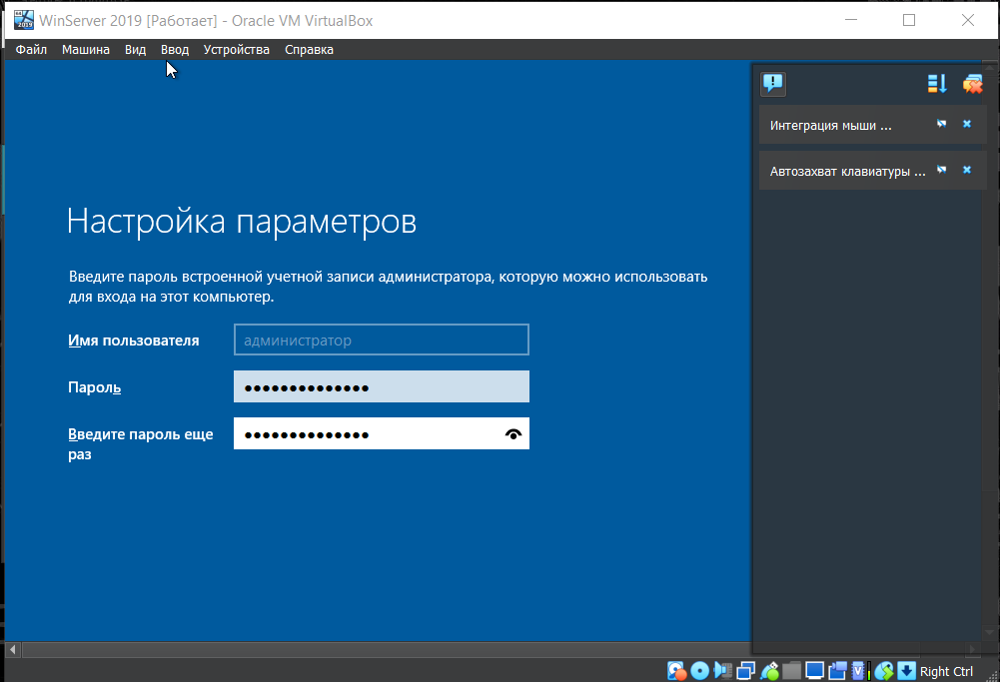 WinServer 2019 [Работает] - Oracle VM VirtualBox
Файл Машина Вид Ввод Устройства Справка
Интеграция мыши ...
Автозахват клавиатуры ...
Настройка параметров
Введите пароль встроенной учетной записи администратора, которую можно использовать
для входа на этот компьютер.
Имя пользователя администратор
Пароль ●●●●●●●●●●●●●●
Введите пароль еще ●●●●●●●●●●●●●●
раз
Right Ctrl